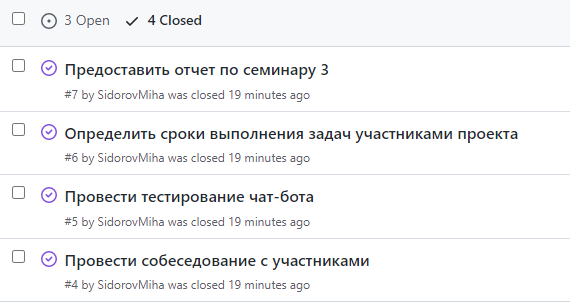 3 Open 4 Closed
Предоставить отчет по семинару 3
#7 by SidorovMiha was closed 19 minutes ago
Определить сроки выполнения задач участниками проекта
#6 by SidorovMiha was closed 19 minutes ago
Провести тестирование чат-бота
#5 by SidorovMiha was closed 19 minutes ago
Провести собеседование с участниками
#4 by SidorovMiha was closed 19 minutes ago